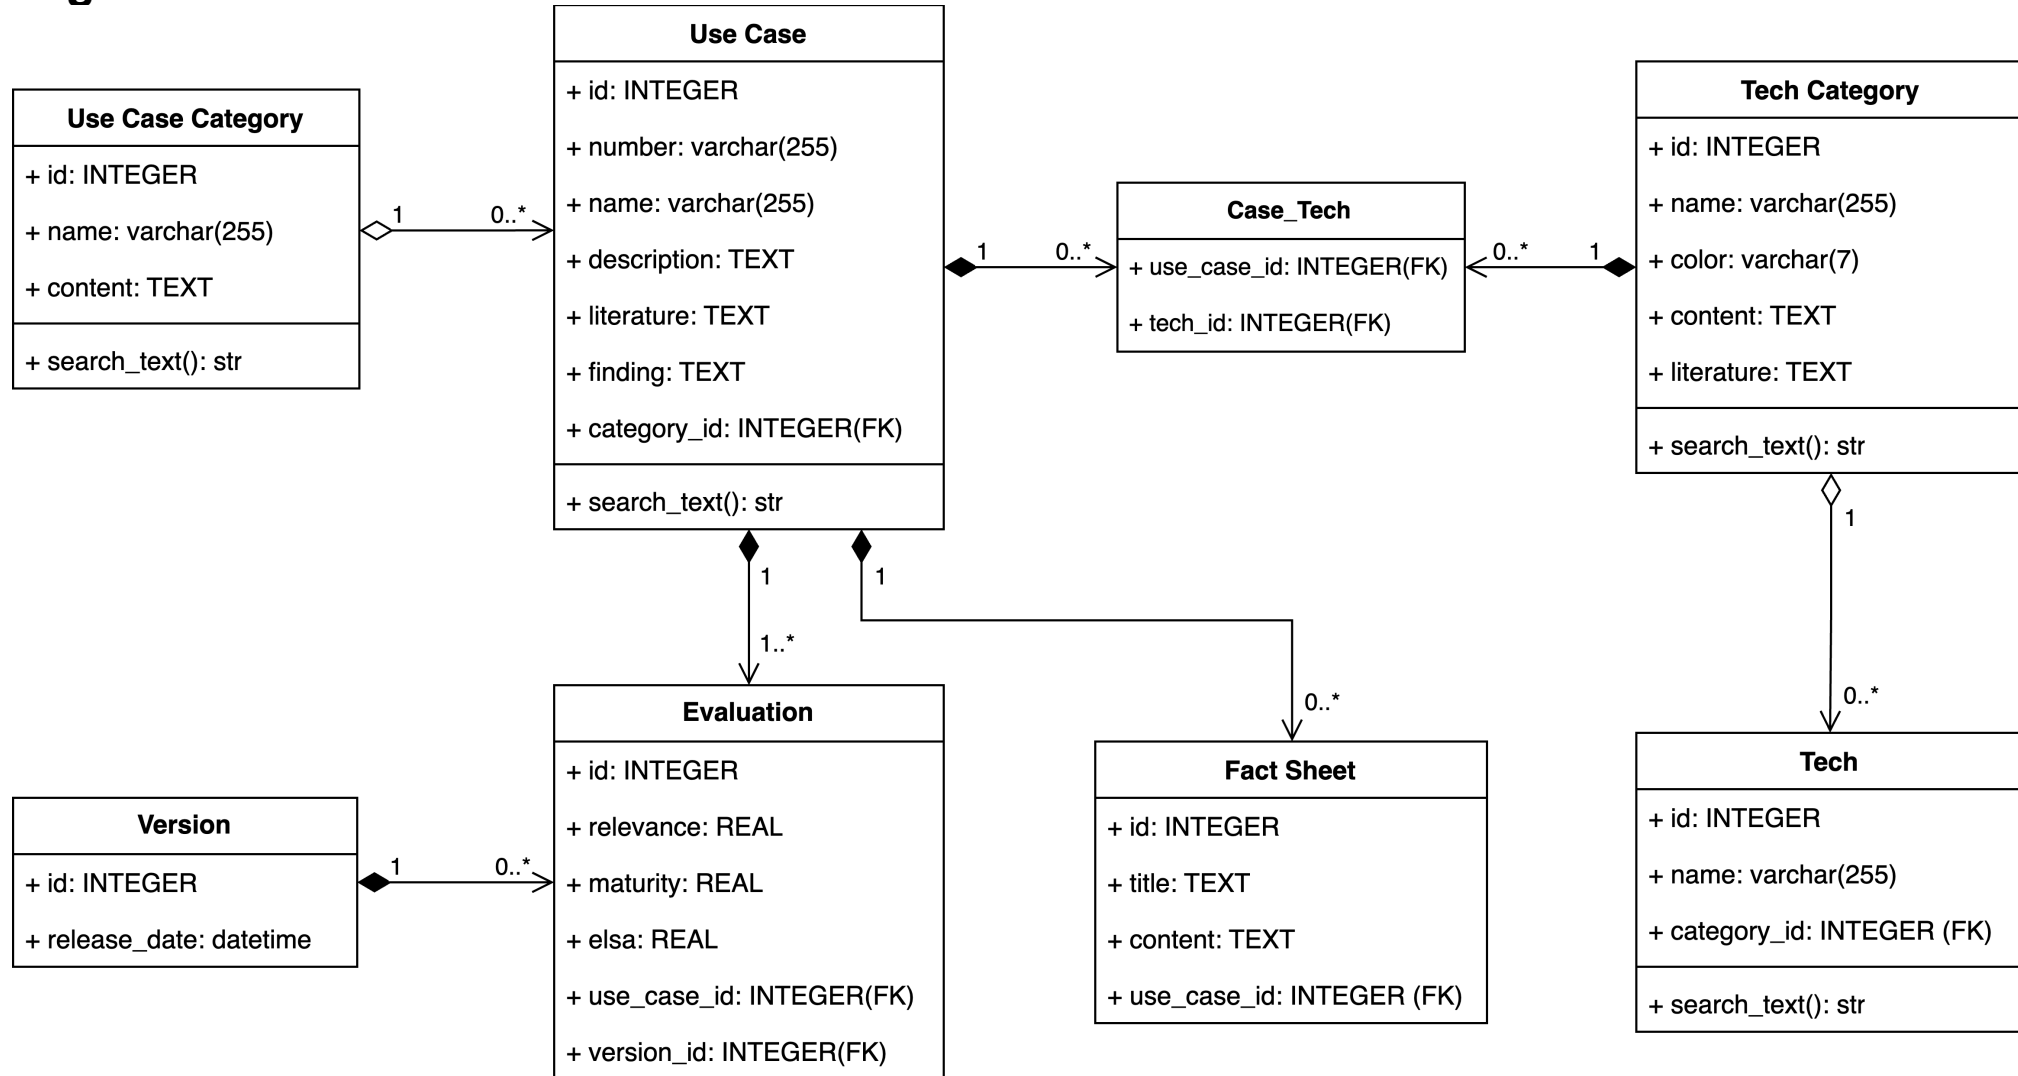 Use Case Category
+ id: INTEGER
+ name: varchar(255)
+ content: TEXT
+ search_text(): str
1
0..*
Use Case
+ id: INTEGER
+ number: varchar(255)
+ name: varchar(255)
+ description: TEXT
+ literature: TEXT
+ finding: TEXT
+ category_id: INTEGER(FK)
+ search_text(): str
1
0..*
Case_Tech
+ use_case_id: INTEGER(FK)
+ tech_id: INTEGER(FK)
0..*
1
Tech Category
+ id: INTEGER
+ name: varchar(255)
+ color: varchar(7)
+ content: TEXT
+ literature: TEXT
+ search_text(): str
1
0..*
1
1..*
1
0..*
Version
+ id: INTEGER
+ release_date: datetime
1
0..*
Evaluation
+ id: INTEGER
+ relevance: REAL
+ maturity: REAL
+ elsa: REAL
+ use_case_id: INTEGER(FK)
+ version_id: INTEGER(FK)
Fact Sheet
+ id: INTEGER
+ title: TEXT
+ content: TEXT
+ use_case_id: INTEGER (FK)
Tech
+ id: INTEGER
+ name: varchar(255)
+ category_id: INTEGER (FK)
+ search_text(): str